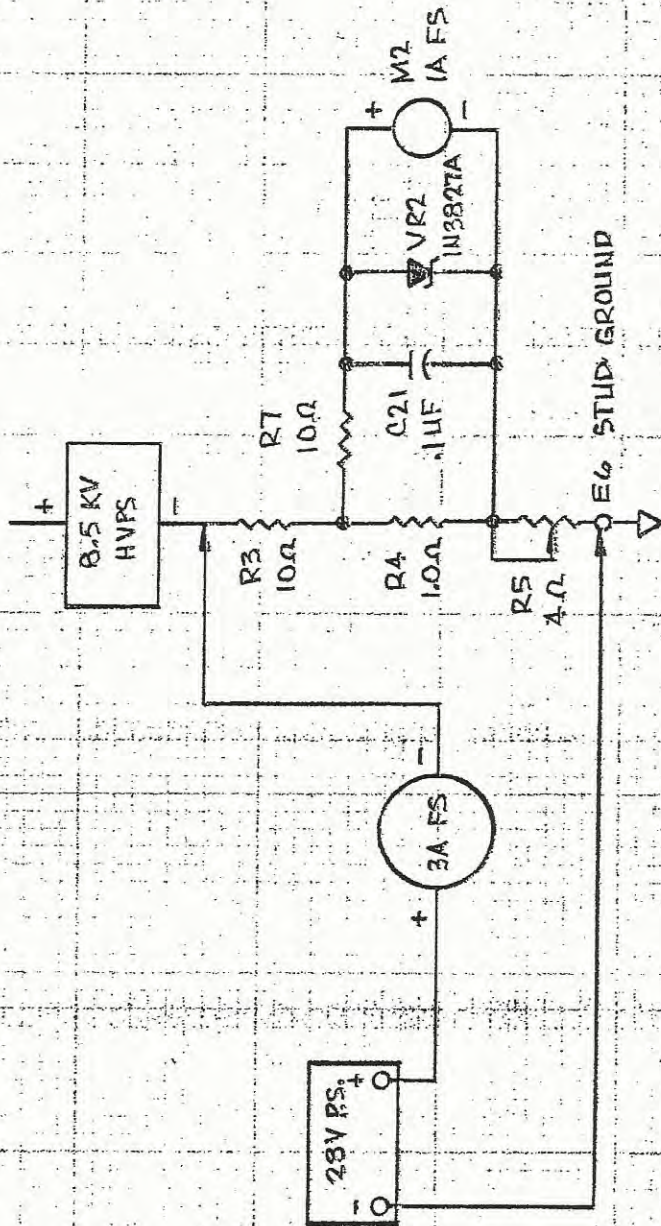 +
8.5 KV
HVPS
-
R3
10Ω
R7
10Ω
R4
1.0Ω
C21
.1UF
VR2
1N3827A
+
-
M2
1A FS
R5
4Ω
E6 STUD GROUND
-
3A FS
+
28V P.S.
+
-